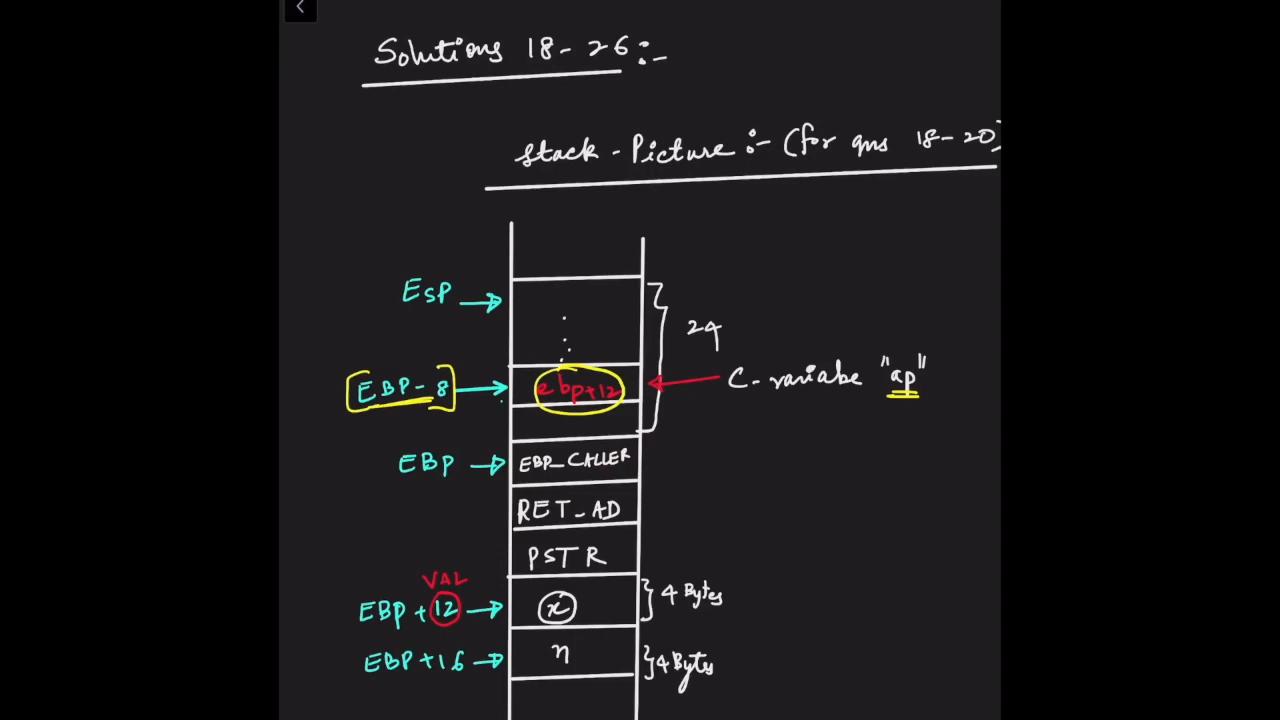 Solutions 18-26:-
Stack-Picture:- (for qns 18-20)
ESP
24
EBP-8
ebp+12
C-variabe "ap"
EBP
EBP_CALLER
RET_AD
PSTR
VAL
EBP+12
x
4 Bytes
EBP+16
n
4 Bytes